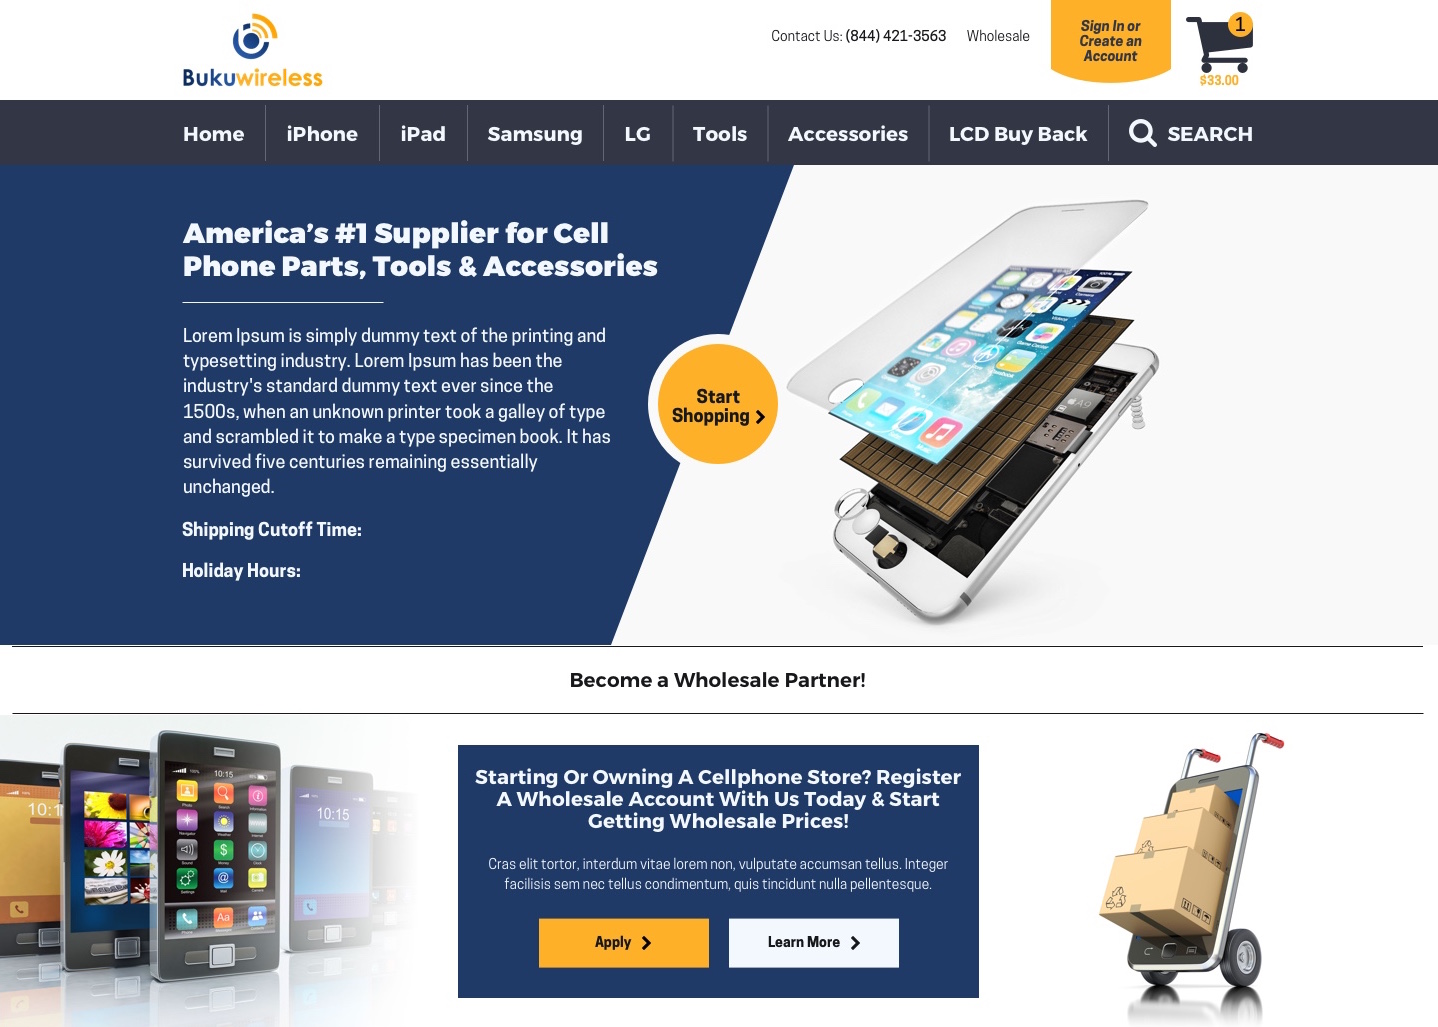 Bukuwireless
Contact Us: (844) 421-3563
Wholesale
Sign In or
Create an
Account
1
$33.00
Home
iPhone
iPad
Samsung
LG
Tools
Accessories
LCD Buy Back
SEARCH
America’s #1 Supplier for Cell
Phone Parts, Tools & Accessories
Lorem Ipsum is simply dummy text of the printing and
typesetting industry. Lorem Ipsum has been the
industry's standard dummy text ever since the
1500s, when an unknown printer took a galley of type
and scrambled it to make a type specimen book. It has
survived five centuries remaining essentially
unchanged.
Shipping Cutoff Time:
Holiday Hours:
Start
Shopping
A9
Become a Wholesale Partner!
10:1
10:15
10:15
Starting Or Owning A Cellphone Store? Register
A Wholesale Account With Us Today & Start
Getting Wholesale Prices!
Cras elit tortor, interdum vitae lorem non, vulputate accumsan tellus. Integer
facilisis sem nec tellus condimentum, quis tincidunt nulla pellentesque.
Apply
Learn More